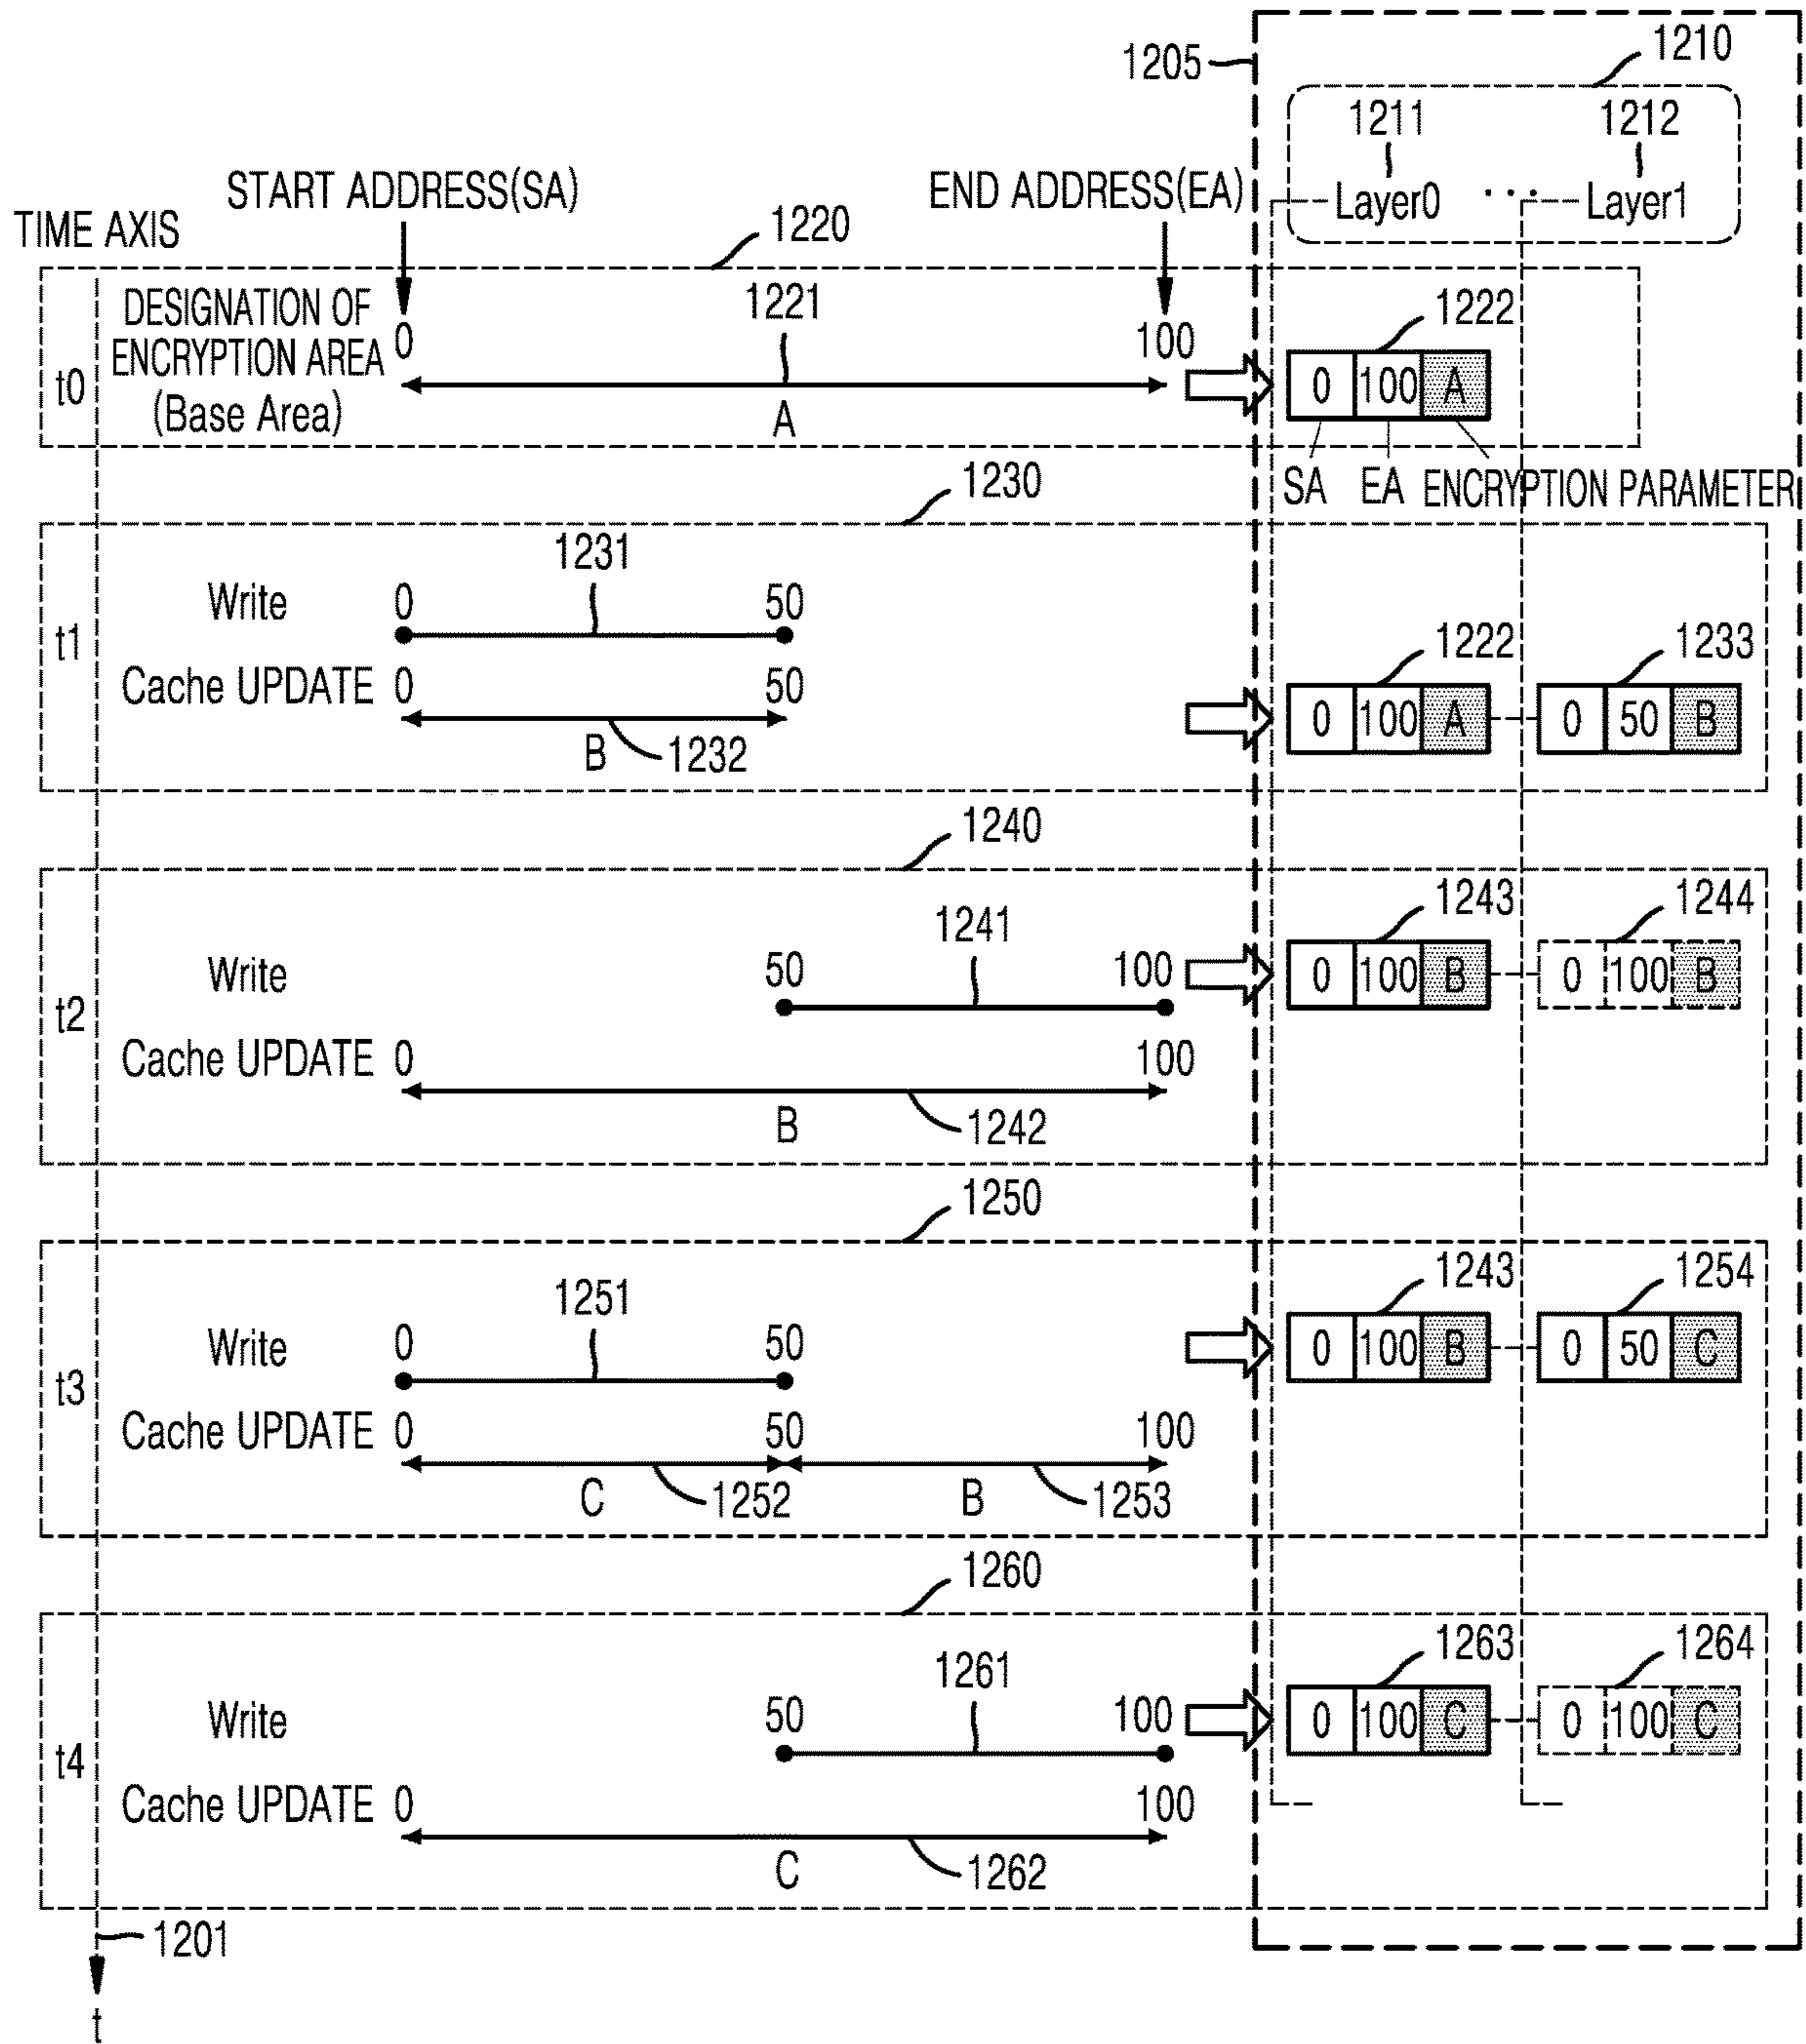 1205
1210
1211
1212
START ADDRESS(SA)
END ADDRESS(EA)
Layer0 ... Layer1
TIME AXIS
1220
t0
DESIGNATION OF
ENCRYPTION AREA
(Base Area)
0
1221
100
A
1222
0 100 A
SA EA ENCRYPTION PARAMETER
1230
t1
1231
Write 0 50
Cache UPDATE 0 50
B 1232
1222
0 100 A
1233
0 50 B
1240
t2
1241
Write 50 100
Cache UPDATE 0 100
B 1242
1243
0 100 B
1244
0 100 B
1250
t3
1251
Write 0 50
Cache UPDATE 0 50 100
C 1252 B 1253
1243
0 100 B
1254
0 50 C
1260
t4
1261
Write 50 100
Cache UPDATE 0 100
C 1262
1263
0 100 C
1264
0 100 C
1201
t